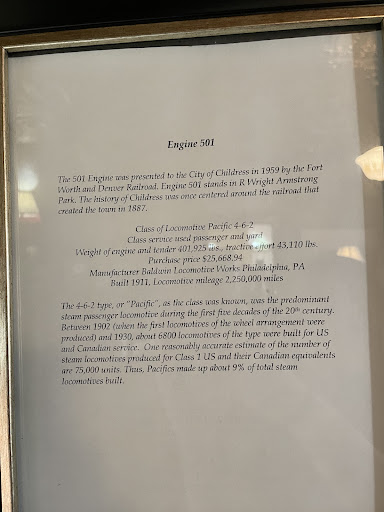 Engine 501
The 501 Engine was presented to the City of Childress in 1959 by the Fort
Worth and Denver Railroad. Engine 501 stands in R Wright Armstrong
Park. The history of Childress was once centered around the railroad that
created the town in 1887.
Class of Locomotive Pacific 4-6-2
Class service used passenger and yard
Weight of engine and tender 401,925 lbs., tractive effort 43,110 lbs.
Purchase price $25,668.94
Manufacturer Baldwin Locomotive Works Philadelphia, PA
Built 1911, Locomotive mileage 2,250,000 miles
The 4-6-2 type, or "Pacific", as the class was known, was the predominant
steam passenger locomotive during the first five decades of the 20th century.
Between 1902 (when the first locomotives of the wheel arrangement were
produced) and 1930, about 6800 locomotives of the type were built for US
and Canadian service. One reasonably accurate estimate of the number of
steam locomotives produced for Class 1 US and their Canadian equivalents
are 75,000 units. Thus, Pacifics made up about 9% of total steam
locomotives built.